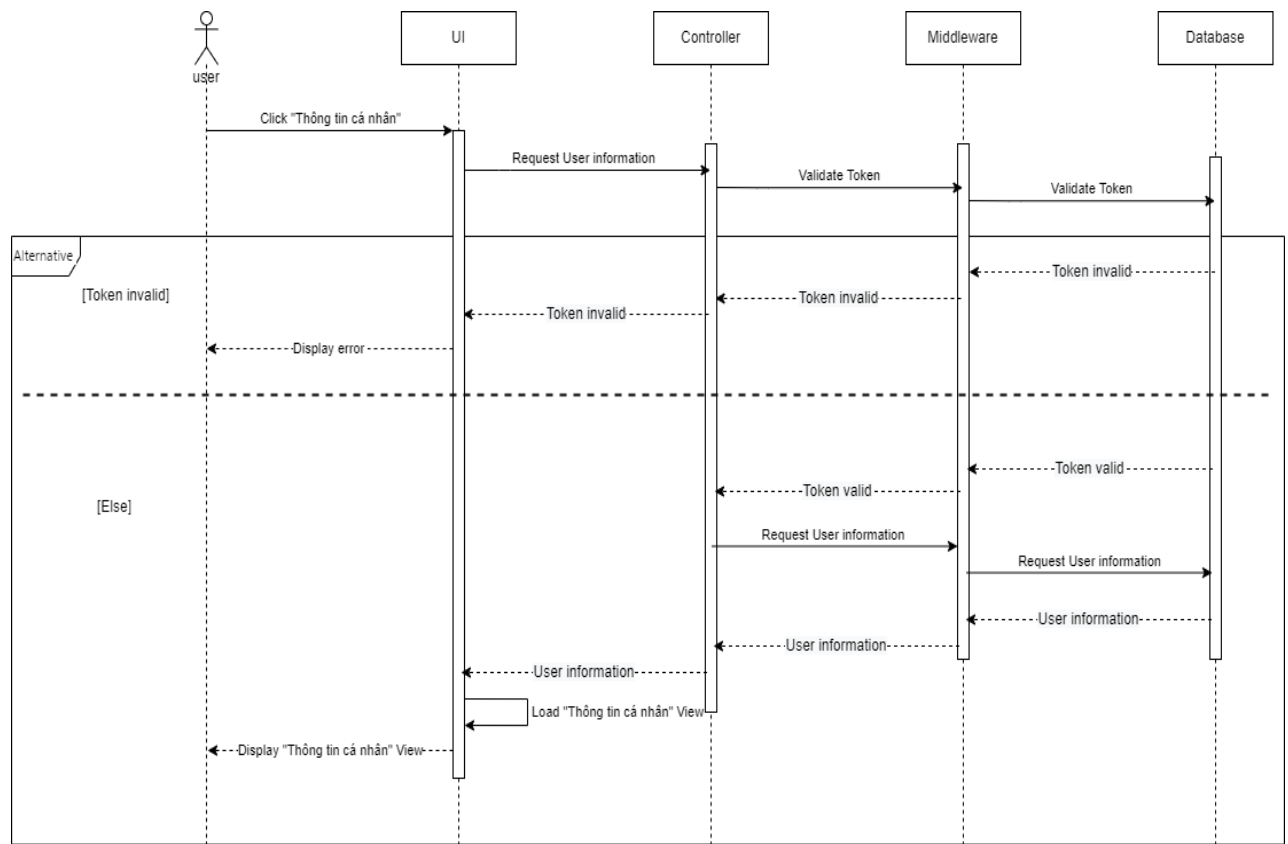 user
UI
Controller
Middleware
Database
Click "Thông tin cá nhân"
Request User information
Validate Token
Validate Token
Alternative
[Token invalid]
Token invalid
Token invalid
Token invalid
Display error
[Else]
Token valid
Token valid
Request User information
Request User information
User information
User information
User information
Load "Thông tin cá nhân" View
Display "Thông tin cá nhân" View